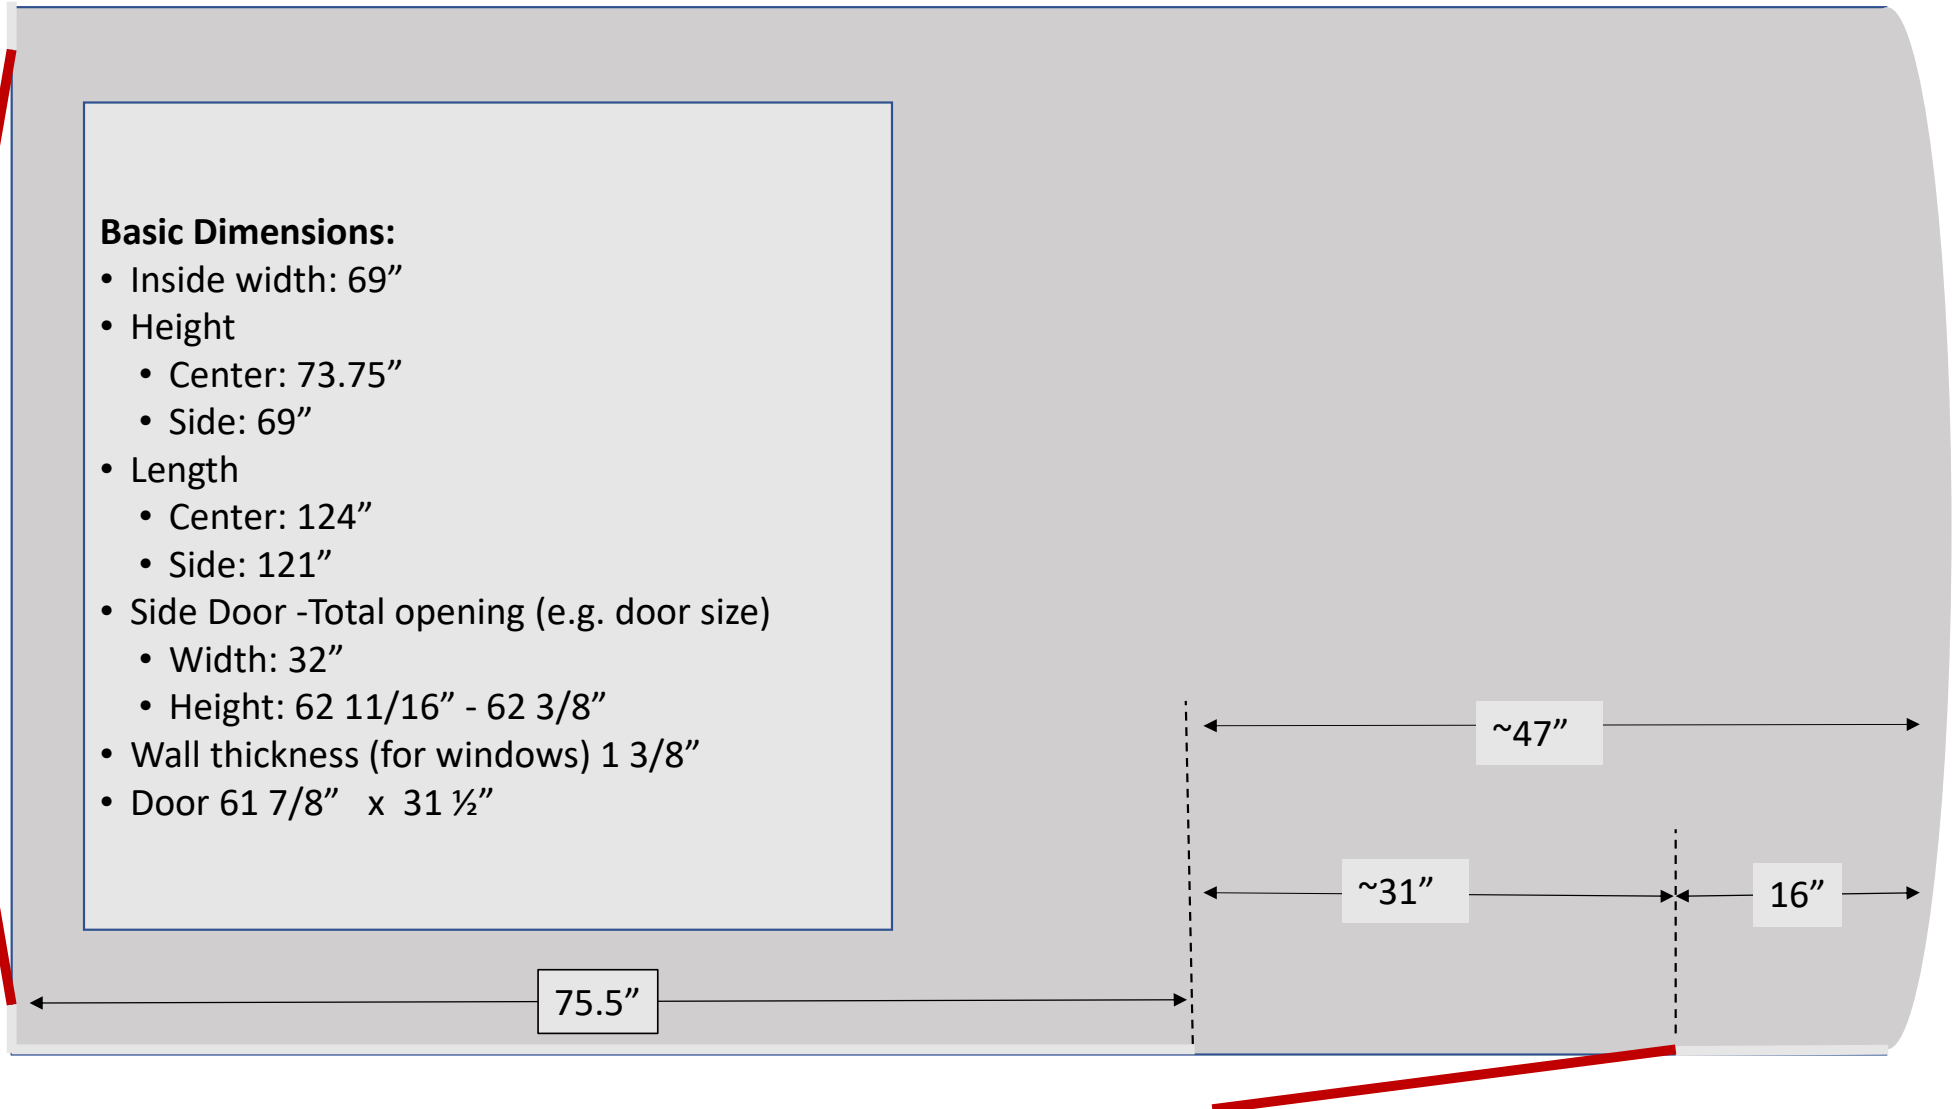 Basic Dimensions:
• Inside width: 69”
• Height
• Center: 73.75”
• Side: 69”
• Length
• Center: 124”
• Side: 121”
• Side Door -Total opening (e.g. door size)
• Width: 32”
• Height: 62 11/16” - 62 3/8”
• Wall thickness (for windows) 1 3/8”
• Door 61 7/8”   x  31 ½”
~47”
~31”
16”
75.5”